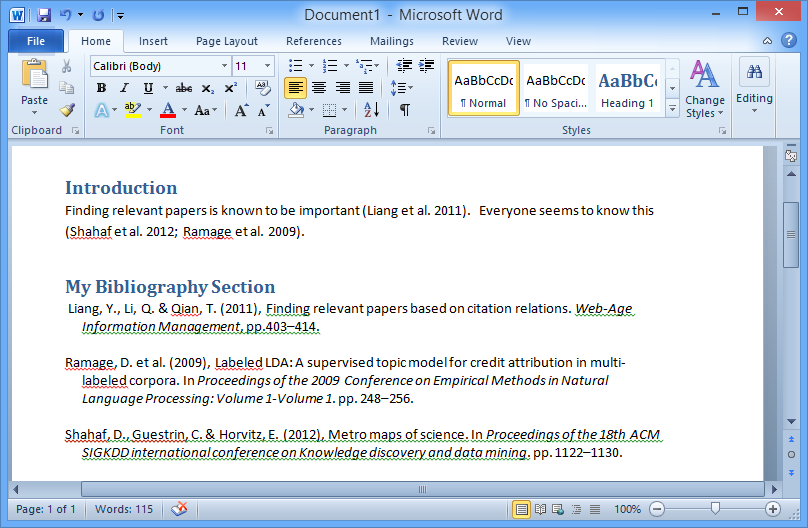 Document1 - Microsoft Word
File Home Insert Page Layout References Mailings Review View
Calibri (Body) 11
Paste
B I U abc x₂ x²
A ab A Aa A A
AaBbCcDc AaBbCcDc AaBbCc
¶ Normal ¶ No Spaci... Heading 1
Change Styles
Editing
Clipboard Font Paragraph Styles
Introduction
Finding relevant papers is known to be important (Liang et al. 2011). Everyone seems to know this
(Shahaf et al. 2012; Ramage et al. 2009).
My Bibliography Section
Liang, Y., Li, Q. & Qian, T. (2011), Finding relevant papers based on citation relations. Web-Age
Information Management, pp.403–414.
Ramage, D. et al. (2009), Labeled LDA: A supervised topic model for credit attribution in multi-
labeled corpora. In Proceedings of the 2009 Conference on Empirical Methods in Natural
Language Processing: Volume 1-Volume 1. pp. 248–256.
Shahaf, D., Guestrin, C. & Horvitz, E. (2012), Metro maps of science. In Proceedings of the 18th ACM
SIGKDD international conference on Knowledge discovery and data mining. pp. 1122–1130.
Page: 1 of 1 Words: 115 100%